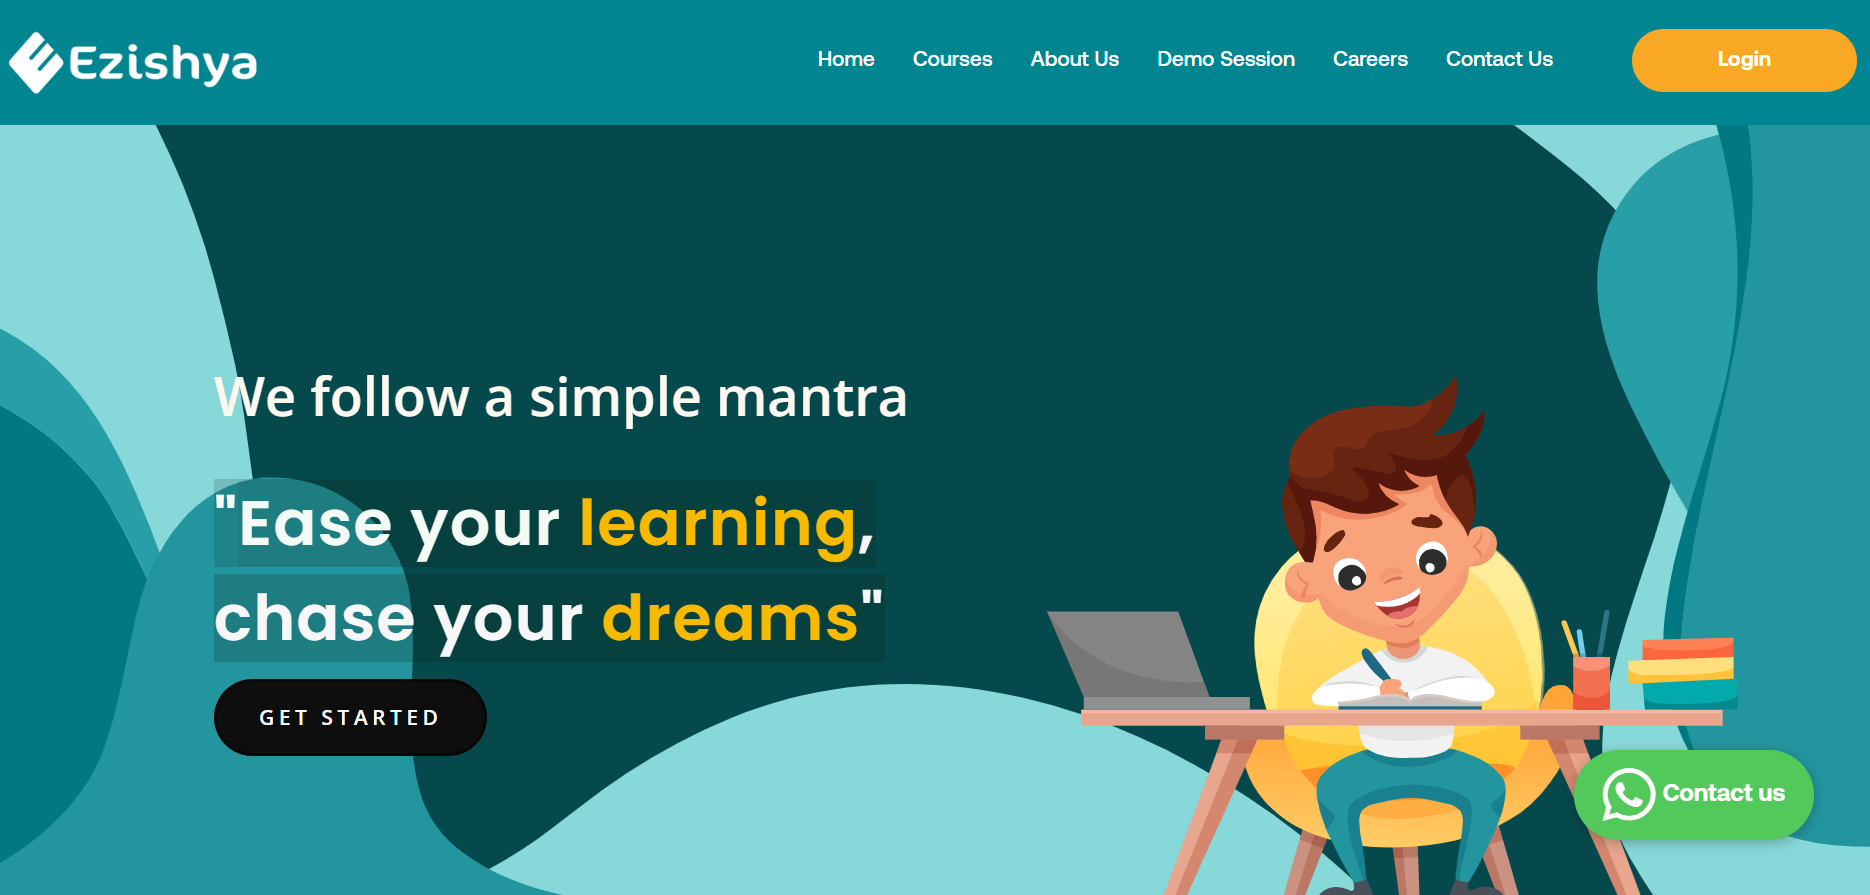 Ezishya
Home Courses About Us Demo Session Careers Contact Us Login
We follow a simple mantra
"Ease your learning,
chase your dreams"
GET STARTED
Contact us